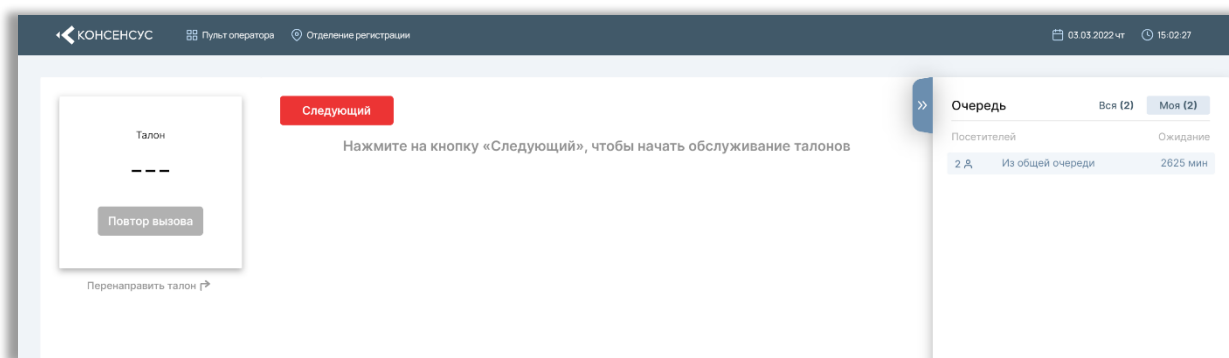 КОНСЕНСУС Пульт оператора Отделение регистрации 03.03.2022 чт 15:02:27
Талон
---
Повтор вызова
Перенаправить талон
Следующий
Нажмите на кнопку «Следующий», чтобы начать обслуживание талонов
Очередь Вся (2) Моя (2)
Посетителей Ожидание
2 Из общей очереди 2625 мин